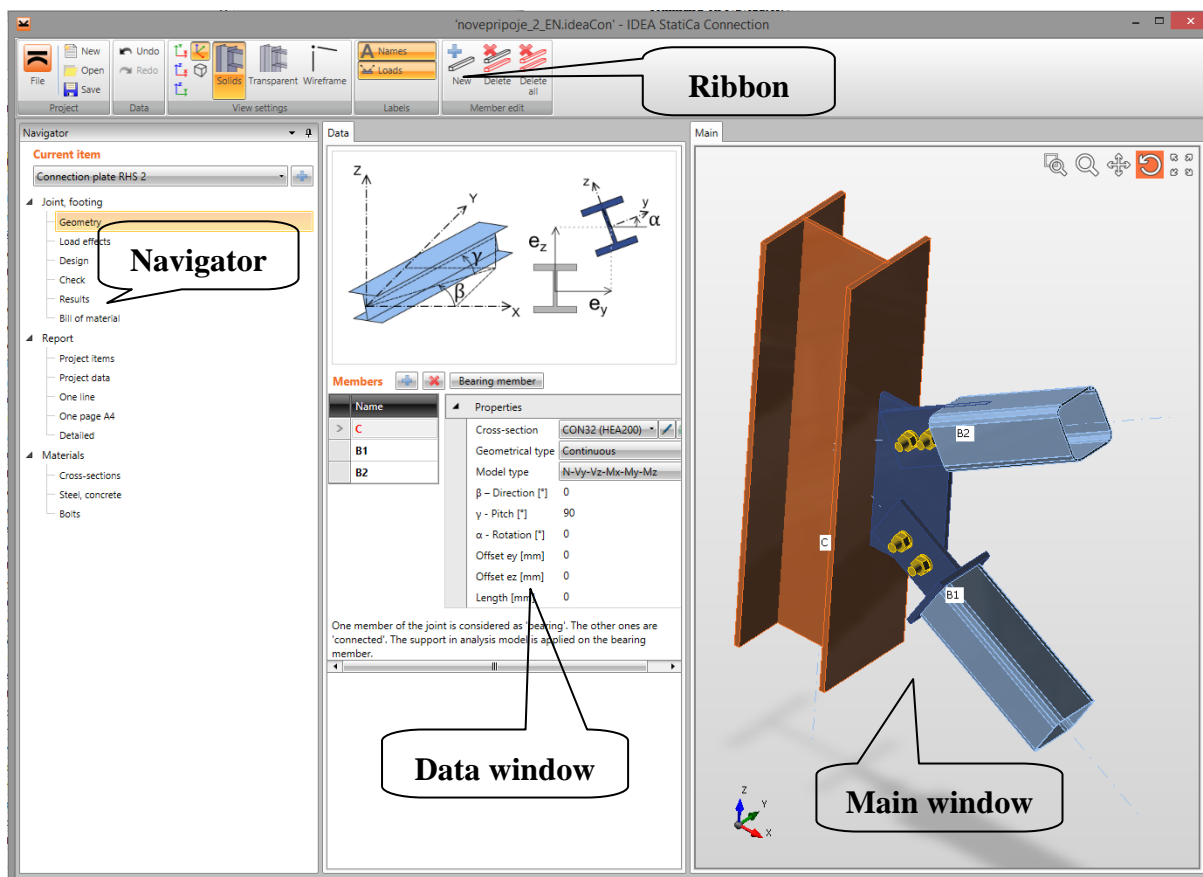 'novepripoje_2_EN.ideaCon' - IDEA StatiCa Connection
File
New
Open
Save
Project
Undo
Redo
Data
Solids
Transparent
Wireframe
View settings
Names
Loads
Labels
New
Delete
Delete all
Member edit
Ribbon
Navigator
Current item
Connection plate RHS 2
Joint, footing
Geometry
Load effects
Design
Check
Results
Bill of material
Report
Project items
Project data
One line
One page A4
Detailed
Materials
Cross-sections
Steel, concrete
Bolts
Navigator
Data
Z
Y
X
γ
β
z
y
α
ez
ey
Members
Bearing member
Name
C
B1
B2
Properties
Cross-section CON32 (HEA200)
Geometrical type Continuous
Model type N-Vy-Vz-Mx-My-Mz
β – Direction [°] 0
γ - Pitch [°] 90
α - Rotation [°] 0
Offset ey [mm] 0
Offset ez [mm] 0
Length [mm] 0
One member of the joint is considered as 'bearing'. The other ones are
'connected'. The support in analysis model is applied on the bearing
member.
Data window
Main
B2
C
B1
Z
Y
X
Main window